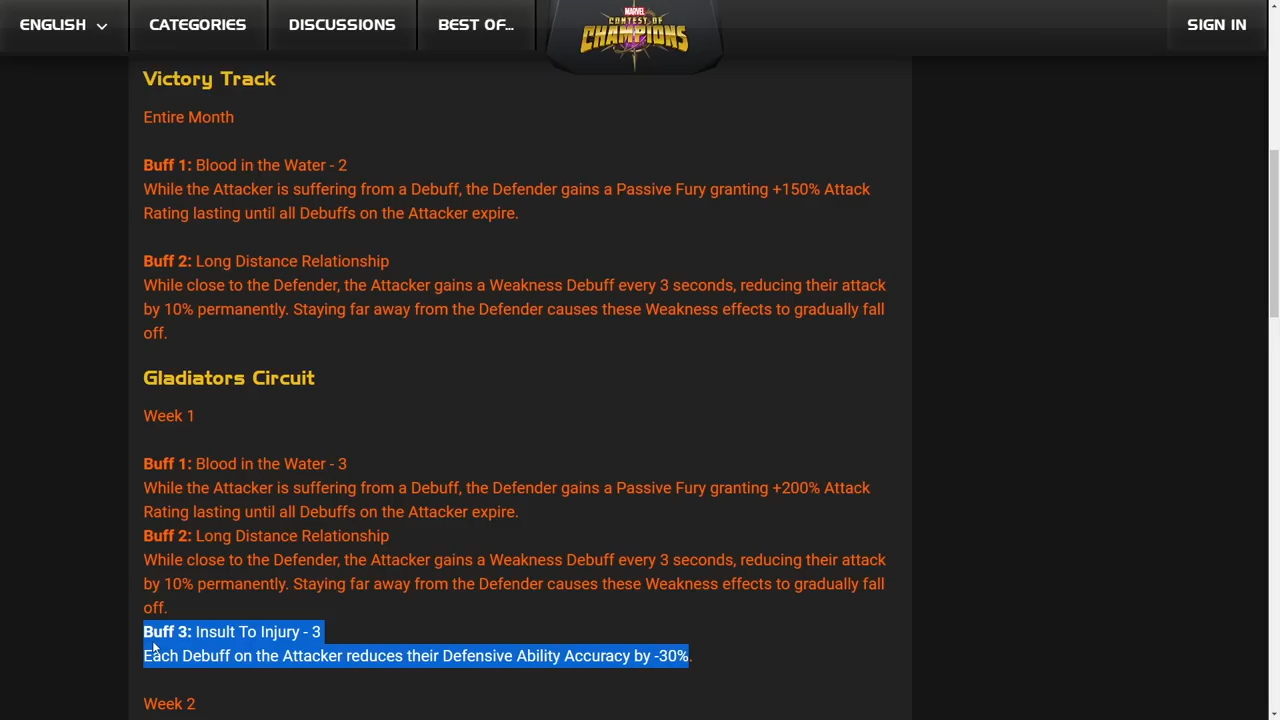 ENGLISH
CATEGORIES
DISCUSSIONS
BEST OF...
MARVEL
CONTEST OF
CHAMPIONS
SIGN IN
Victory Track
Entire Month
Buff 1: Blood in the Water - 2
While the Attacker is suffering from a Debuff, the Defender gains a Passive Fury granting +150% Attack
Rating lasting until all Debuffs on the Attacker expire.
Buff 2: Long Distance Relationship
While close to the Defender, the Attacker gains a Weakness Debuff every 3 seconds, reducing their attack
by 10% permanently. Staying far away from the Defender causes these Weakness effects to gradually fall
off.
Gladiators Circuit
Week 1
Buff 1: Blood in the Water - 3
While the Attacker is suffering from a Debuff, the Defender gains a Passive Fury granting +200% Attack
Rating lasting until all Debuffs on the Attacker expire.
Buff 2: Long Distance Relationship
While close to the Defender, the Attacker gains a Weakness Debuff every 3 seconds, reducing their attack
by 10% permanently. Staying far away from the Defender causes these Weakness effects to gradually fall
off.
Buff 3: Insult To Injury - 3
Each Debuff on the Attacker reduces their Defensive Ability Accuracy by -30%.
Week 2